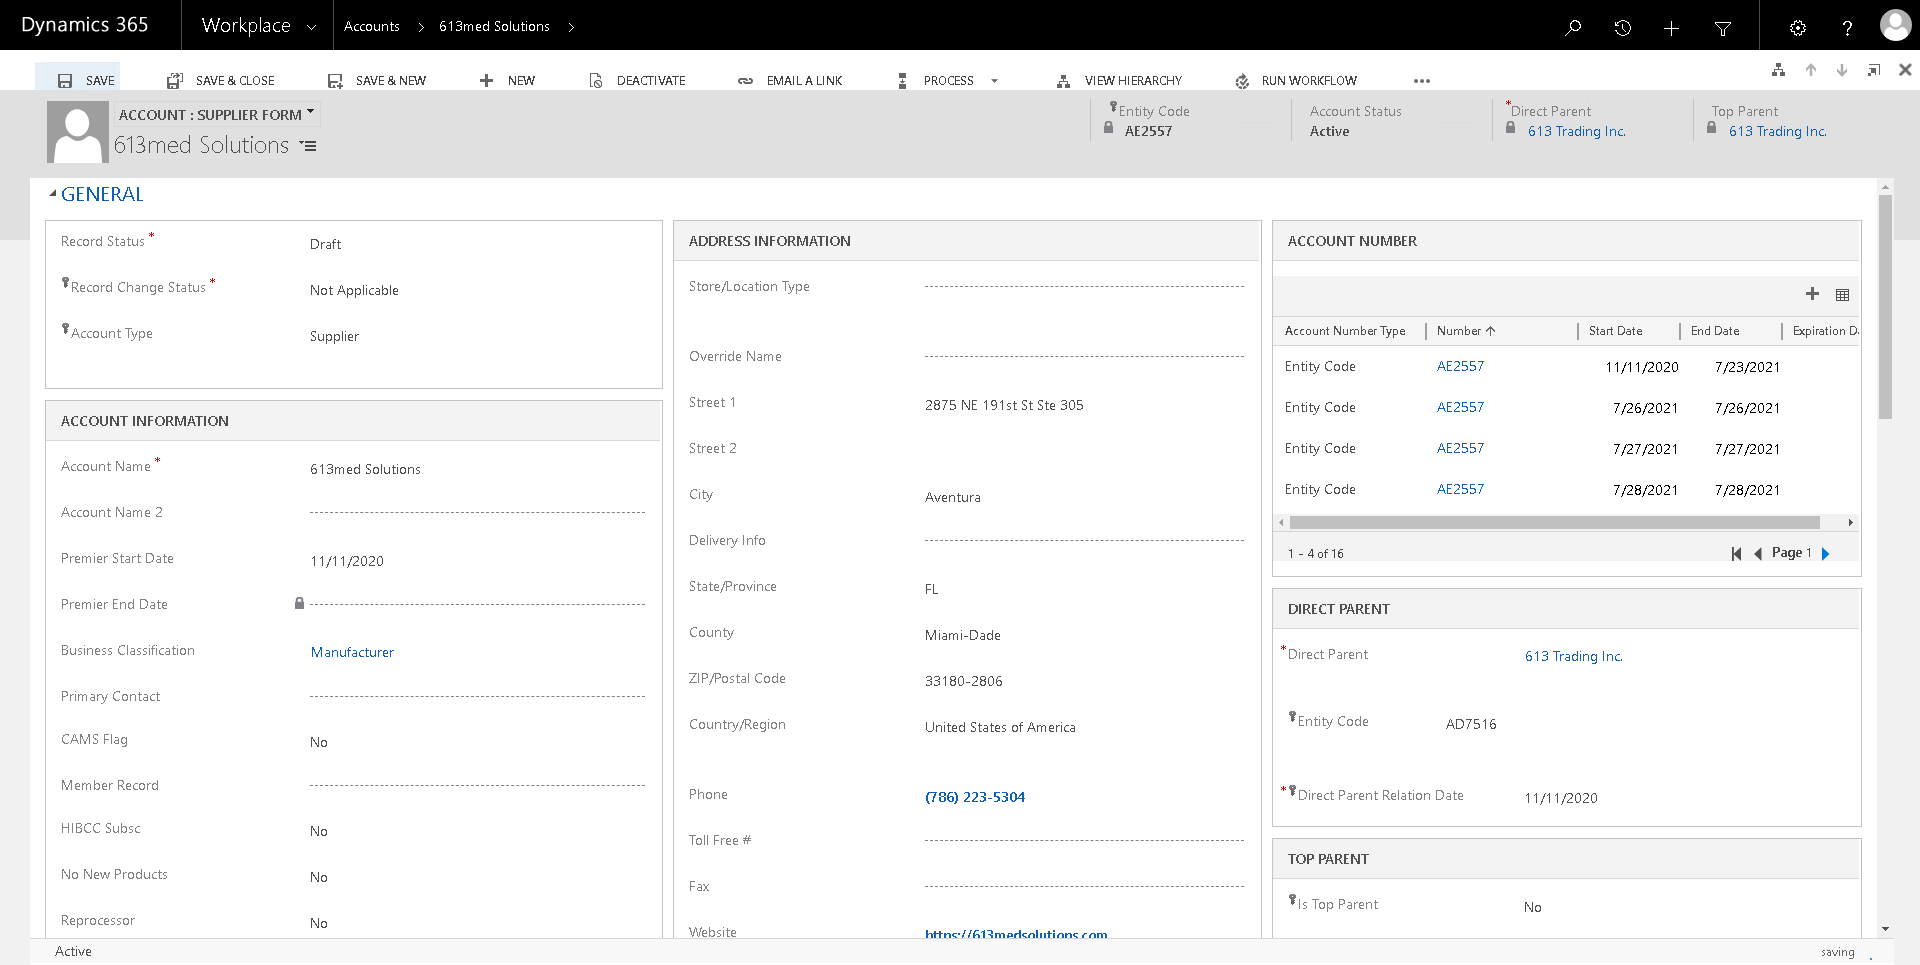 Dynamics 365
Workplace
Accounts
613med Solutions
SAVE
SAVE & CLOSE
SAVE & NEW
NEW
DEACTIVATE
EMAIL A LINK
PROCESS
VIEW HIERARCHY
RUN WORKFLOW
ACCOUNT : SUPPLIER FORM
613med Solutions
Entity Code
AE2557
Account Status
Active
*Direct Parent
613 Trading Inc.
Top Parent
613 Trading Inc.
GENERAL
Record Status *
Draft
Record Change Status *
Not Applicable
Account Type
Supplier
ACCOUNT INFORMATION
Account Name *
613med Solutions
Account Name 2
Premier Start Date
11/11/2020
Premier End Date
Business Classification
Manufacturer
Primary Contact
CAMS Flag
No
Member Record
HIBCC Subsc
No
No New Products
No
Reprocessor
No
ADDRESS INFORMATION
Store/Location Type
Override Name
Street 1
2875 NE 191st St Ste 305
Street 2
City
Aventura
Delivery Info
State/Province
FL
County
Miami-Dade
ZIP/Postal Code
33180-2806
Country/Region
United States of America
Phone
(786) 223-5304
Toll Free #
Fax
Website
https://613medsolutions.com
ACCOUNT NUMBER
Account Number Type
Number
Start Date
End Date
Expiration D
Entity Code AE2557 11/11/2020 7/23/2021
Entity Code AE2557 7/26/2021 7/26/2021
Entity Code AE2557 7/27/2021 7/27/2021
Entity Code AE2557 7/28/2021 7/28/2021
1 - 4 of 16
Page 1
DIRECT PARENT
*Direct Parent
613 Trading Inc.
Entity Code
AD7516
*Direct Parent Relation Date
11/11/2020
TOP PARENT
Is Top Parent
No
Active
saving